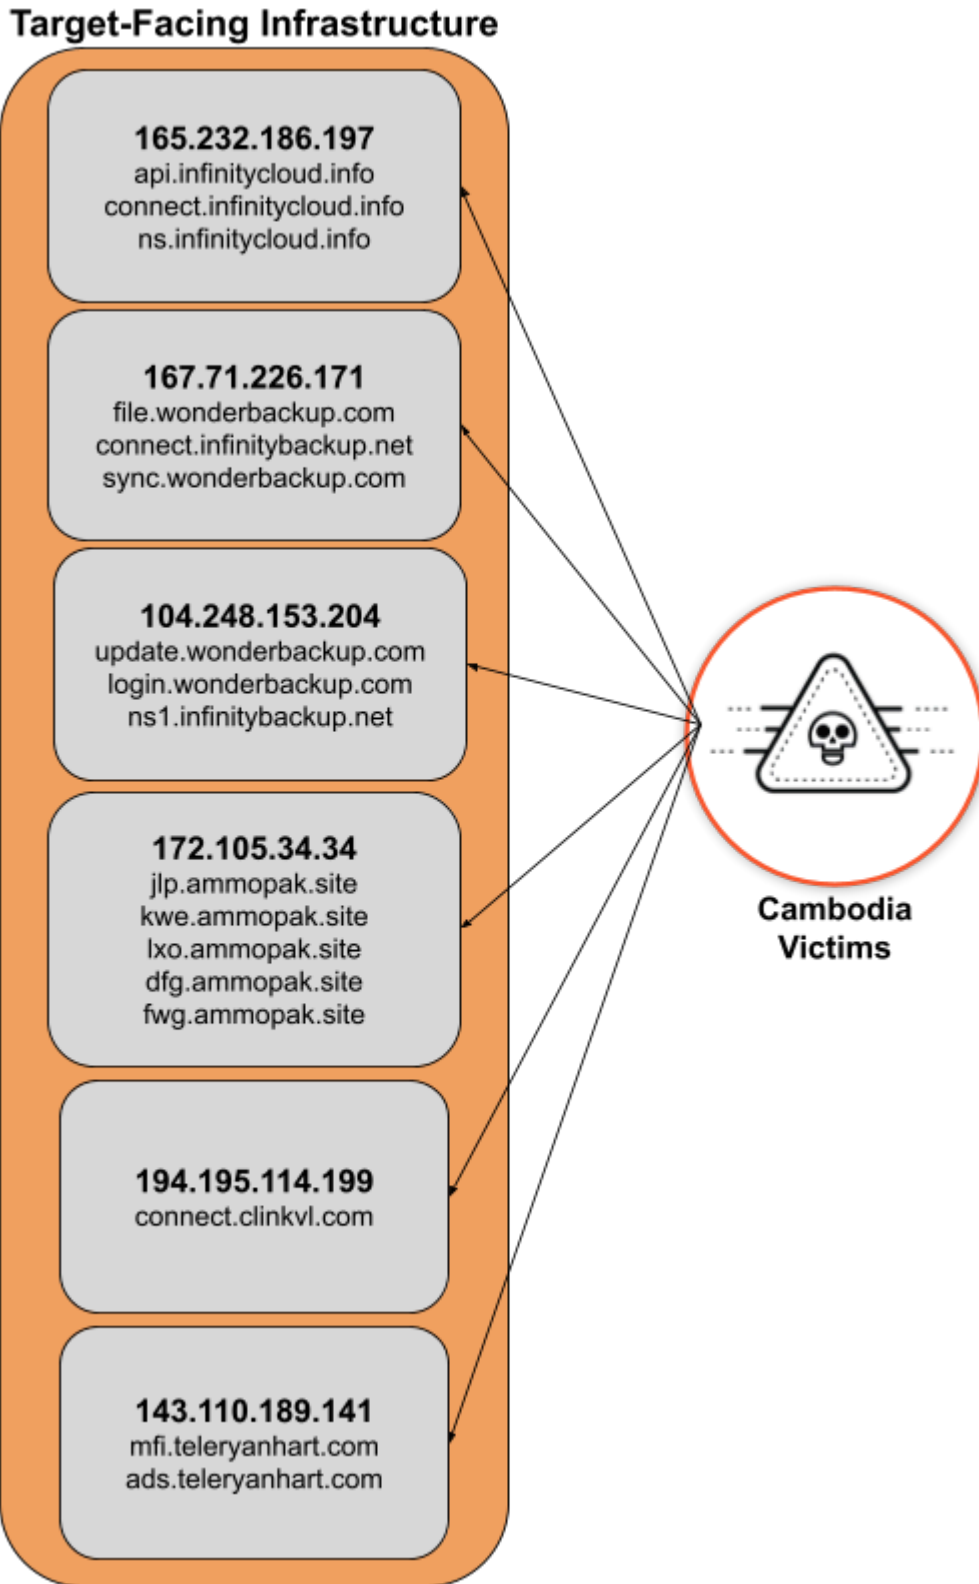 Target-Facing Infrastructure
165.232.186.197
api.infinitycloud.info
connect.infinitycloud.info
ns.infinitycloud.info
167.71.226.171
file.wonderbackup.com
connect.infinitybackup.net
sync.wonderbackup.com
104.248.153.204
update.wonderbackup.com
login.wonderbackup.com
ns1.infinitybackup.net
172.105.34.34
jlp.ammopak.site
kwe.ammopak.site
lxo.ammopak.site
dfg.ammopak.site
fwg.ammopak.site
194.195.114.199
connect.clinkvl.com
143.110.189.141
mfi.teleryanhart.com
ads.teleryanhart.com
Cambodia
Victims